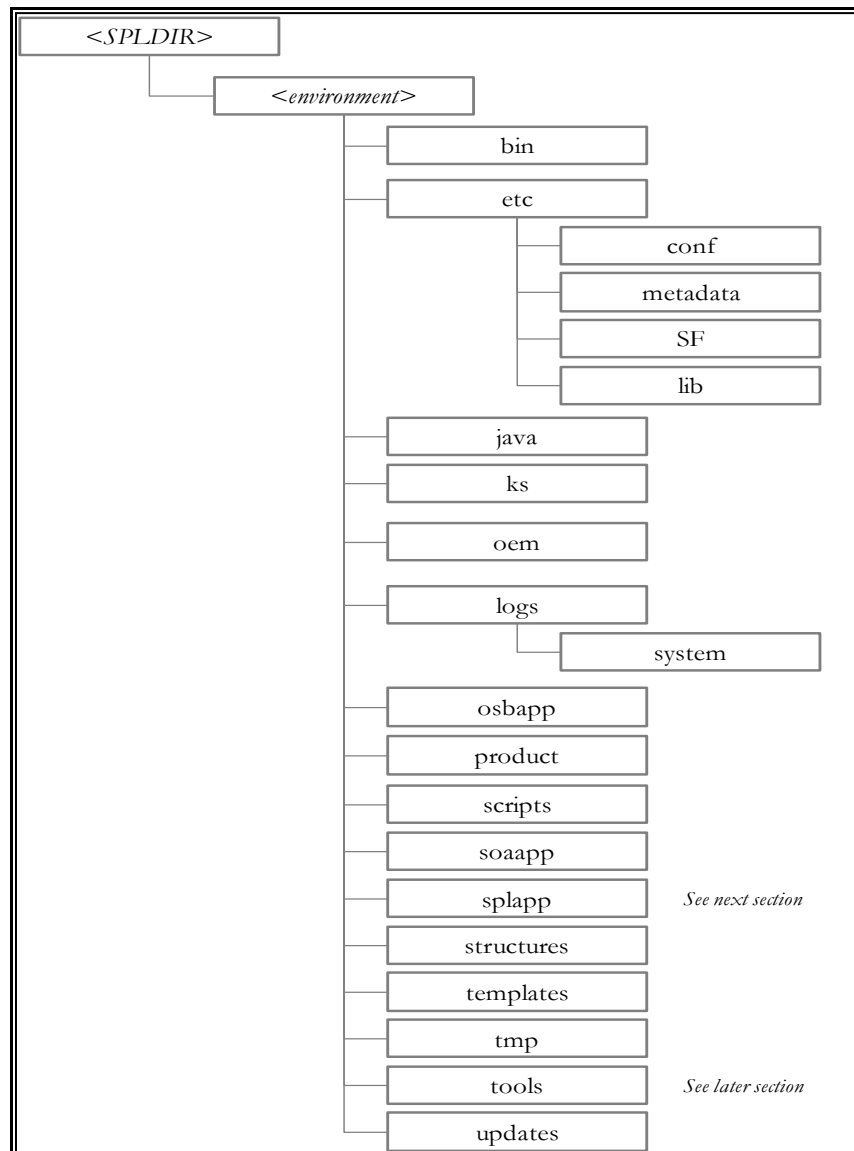 <SPLDIR>
<environment>
bin
etc
conf
metadata
SF
lib
java
ks
oem
logs
system
osbapp
product
scripts
soaapp
splapp See next section
structures
templates
tmp
tools See later section
updates